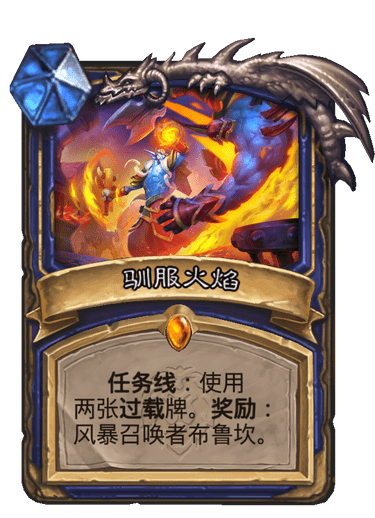 驯服火焰
任务线：使用
两张过载牌。奖励：
风暴召唤者布鲁坎。